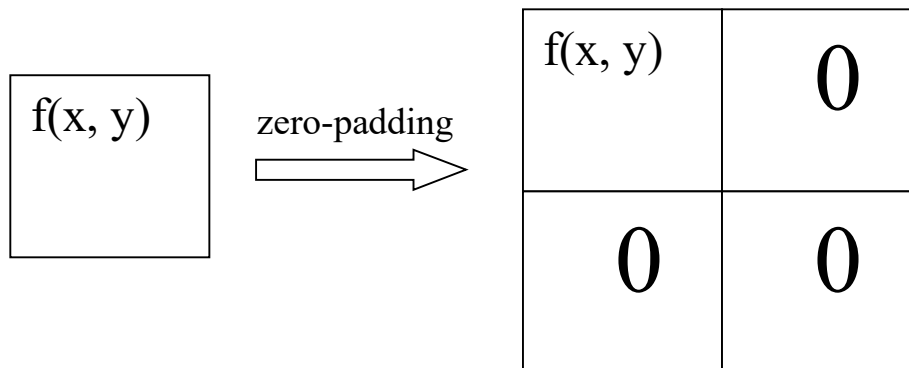 f(x, y)
zero-padding
f(x, y)
0
0
0